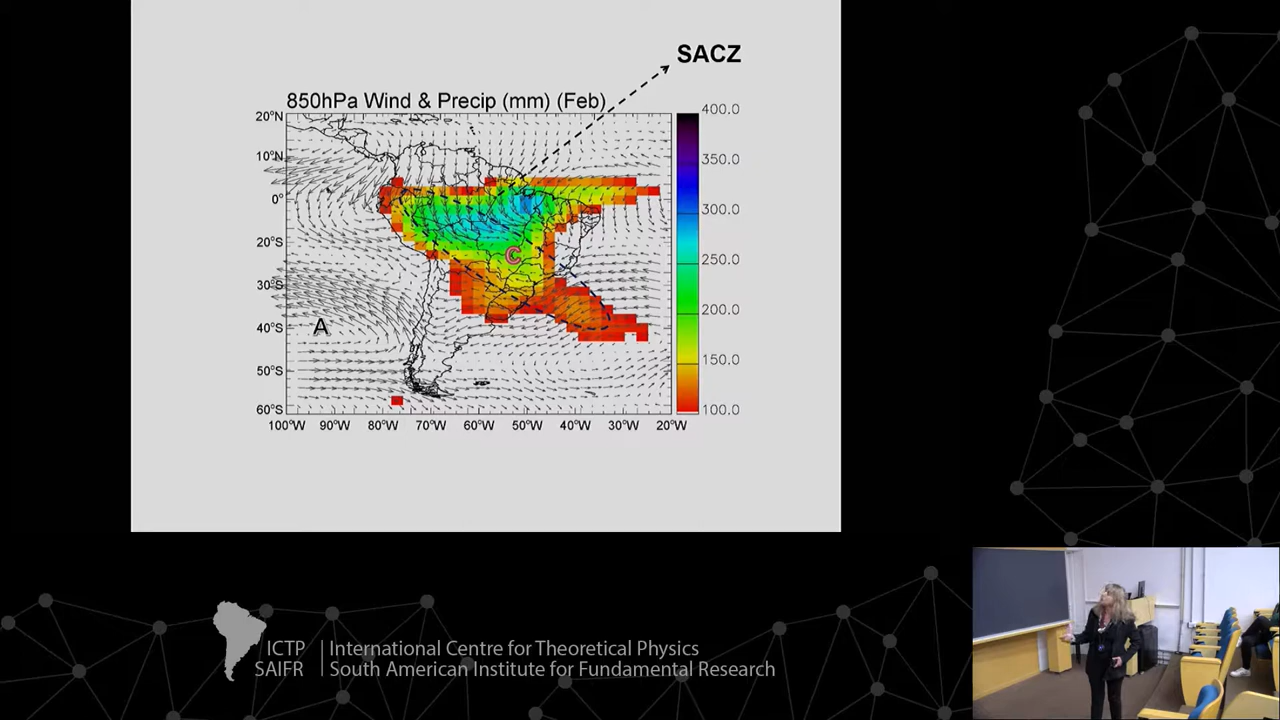 SACZ
850hPa Wind & Precip (mm) (Feb)
20°N
10°N
0°
20°S
30°S
40°S
50°S
60°S
100°W 90°W 80°W 70°W 60°W 50°W 40°W 30°W 20°W
A
C
400.0
350.0
300.0
250.0
200.0
150.0
100.0
ICTP International Centre for Theoretical Physics
SAIFR South American Institute for Fundamental Research